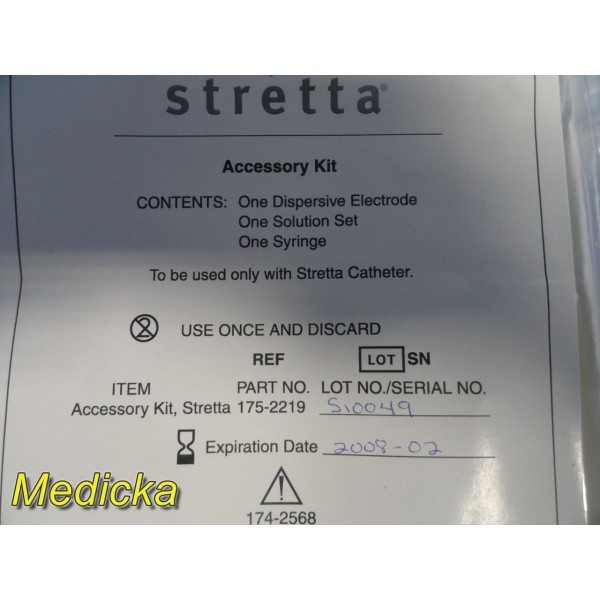 stretta®
Accessory Kit
CONTENTS: One Dispersive Electrode
One Solution Set
One Syringe
To be used only with Stretta Catheter.
2 USE ONCE AND DISCARD
REF LOT SN
ITEM PART NO. LOT NO./SERIAL NO.
Accessory Kit, Stretta 175-2219 S10049
Expiration Date 2008-02
Medicka
174-2568